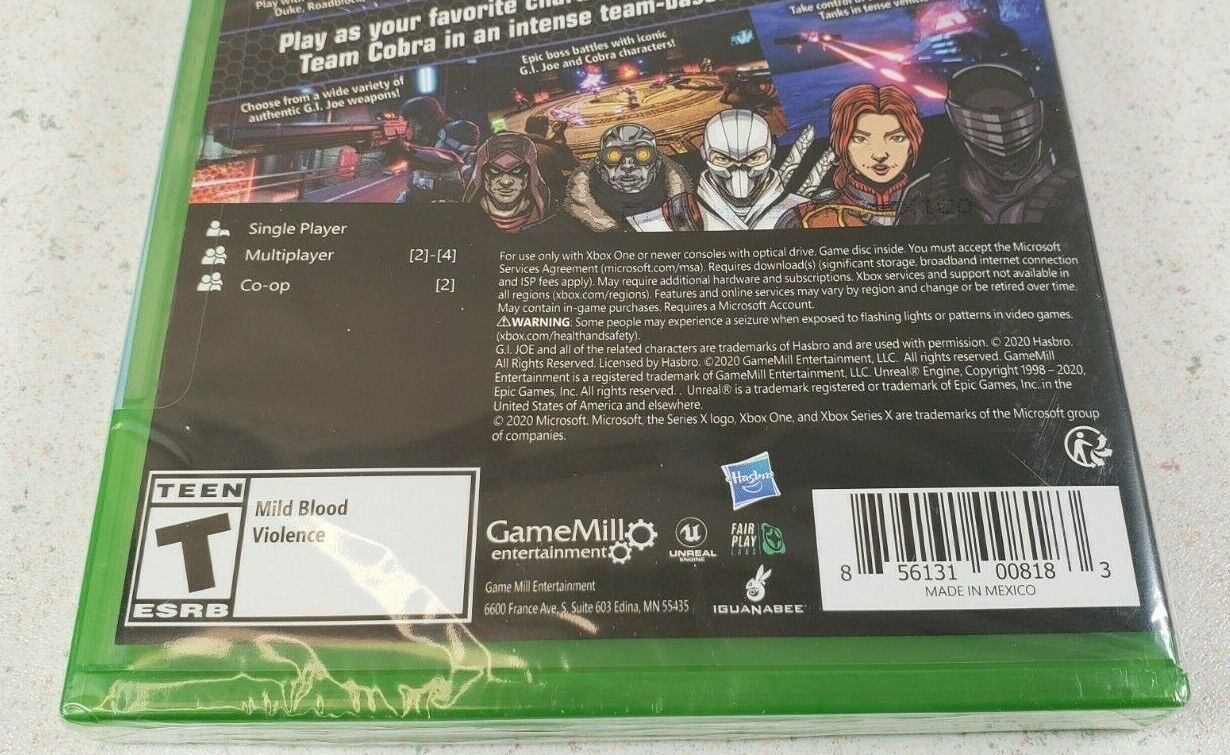 Play with
Duke, Roadblock,
Play as your favorite
Team Cobra in an intense team-
Take control of
Tanks in tense
Epic boss battles with iconic
G.I. Joe and Cobra characters!
Choose from a wide variety of
authentic G.I. Joe weapons!
Single Player
Multiplayer [2]-[4]
Co-op [2]
For use only with Xbox One or newer consoles with optical drive. Game disc inside. You must accept the Microsoft
Services Agreement (microsoft.com/msa). Requires download(s) (significant storage, broadband internet connection
and ISP fees apply). May require additional hardware and subscriptions. Xbox services and support not available in
all regions (xbox.com/regions). Features and online services may vary by region and change or be retired over time.
May contain in-game purchases. Requires a Microsoft Account.
⚠WARNING: Some people may experience a seizure when exposed to flashing lights or patterns in video games.
(xbox.com/healthandsafety).
G.I. JOE and all of the related characters are trademarks of Hasbro and are used with permission. © 2020 Hasbro.
All Rights Reserved. Licensed by Hasbro. ©2020 GameMill Entertainment, LLC. All rights reserved. GameMill
Entertainment is a registered trademark of GameMill Entertainment, LLC. Unreal® Engine, Copyright 1998 – 2020,
Epic Games, Inc. All rights reserved. . Unreal® is a trademark registered or trademark of Epic Games, Inc. in the
United States of America and elsewhere.
© 2020 Microsoft. Microsoft, the Series X logo, Xbox One, and Xbox Series X are trademarks of the Microsoft group
of companies.
TEEN
T
ESRB
Mild Blood
Violence
GameMill
entertainment
Game Mill Entertainment
6600 France Ave, S, Suite 603 Edina, MN 55435
Hasbro
UNREAL
ENGINE
FAIR
PLAY
LABS
IGUANABEE
8 56131 00818 3
MADE IN MEXICO